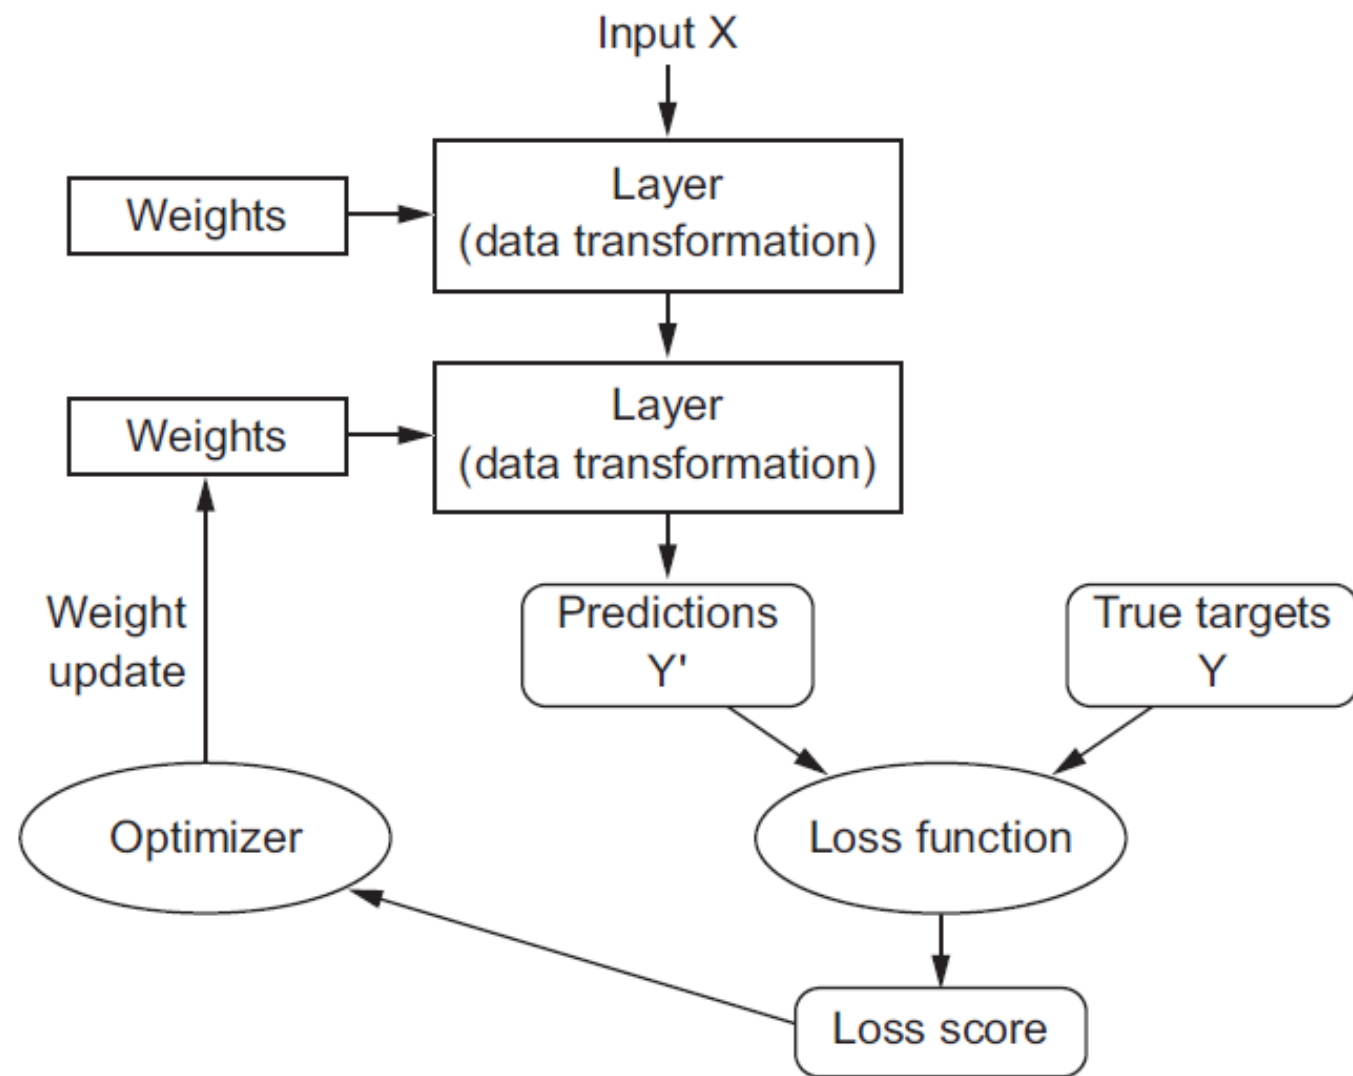 Input X
Weights
Layer
(data transformation)
Weights
Layer
(data transformation)
Weight
update
Predictions
Y'
True targets
Y
Optimizer
Loss function
Loss score